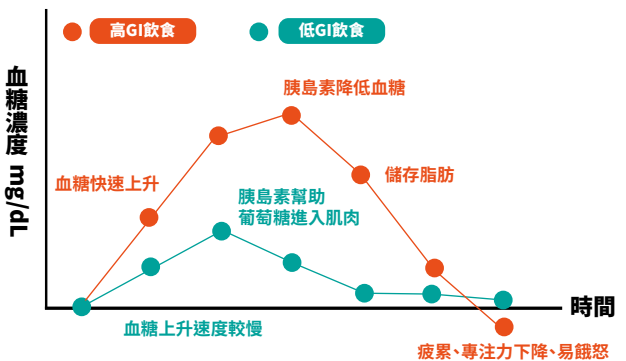 高GI飲食
低GI飲食
血糖濃度 mg/dL
胰島素降低血糖
血糖快速上升
儲存脂肪
胰島素幫助
葡萄糖進入肌肉
時間
血糖上升速度較慢
疲累、專注力下降、易餓怒